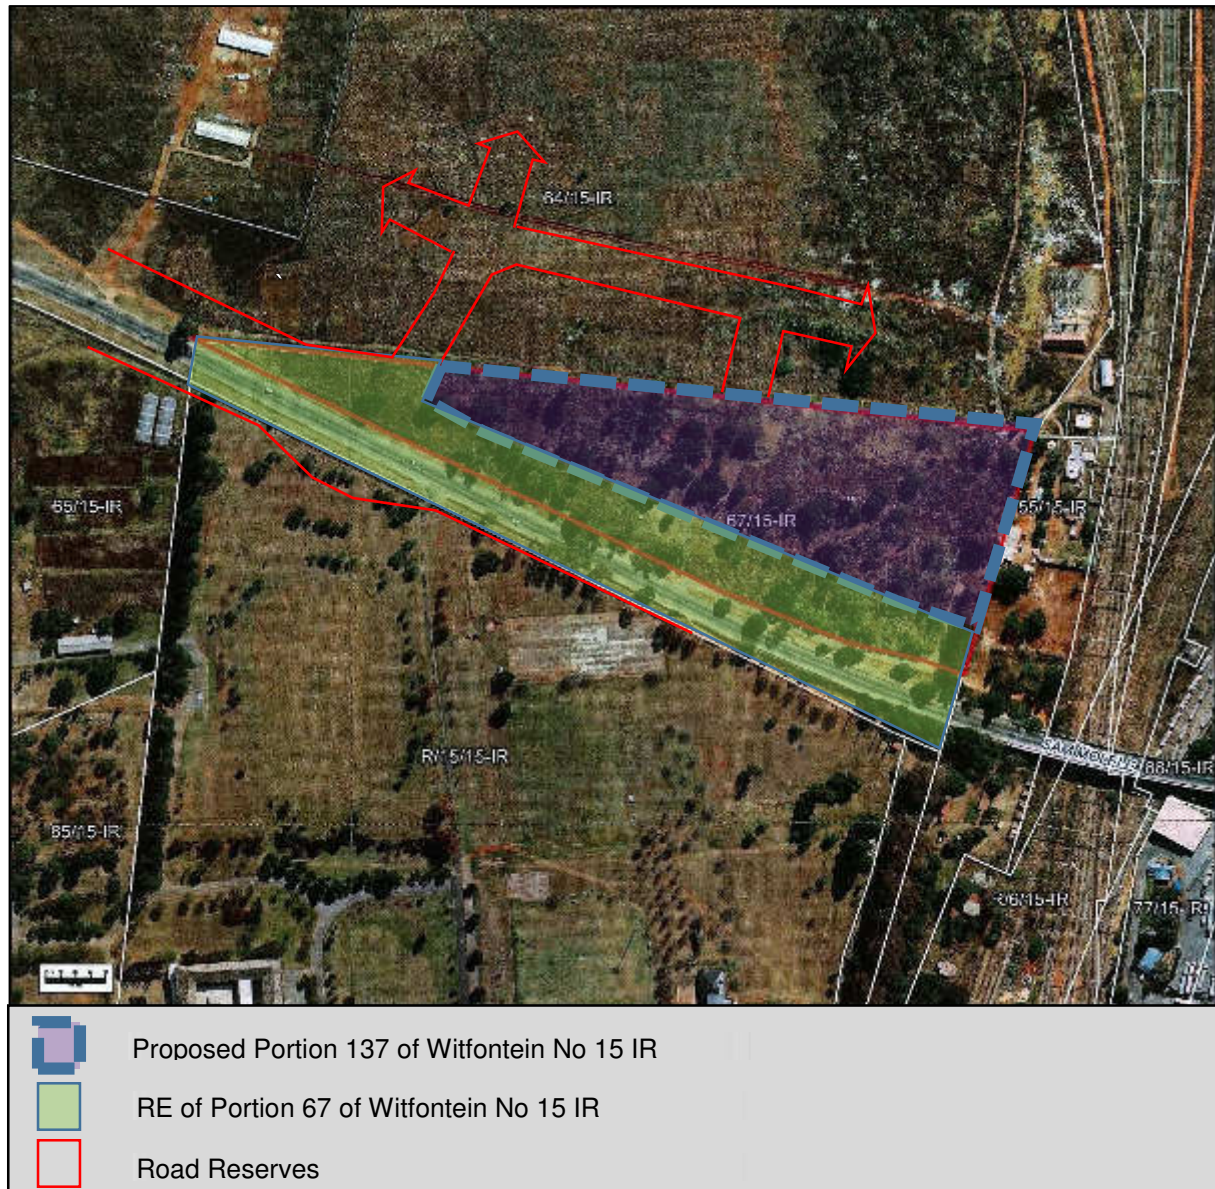 64/15-IR
67/15-IR
55/15-IR
65/15-IR
R/15/15-IR
85/15-IR
88/15-IR
77/15-IR
Proposed Portion 137 of Witfontein No 15 IR
RE of Portion 67 of Witfontein No 15 IR
Road Reserves